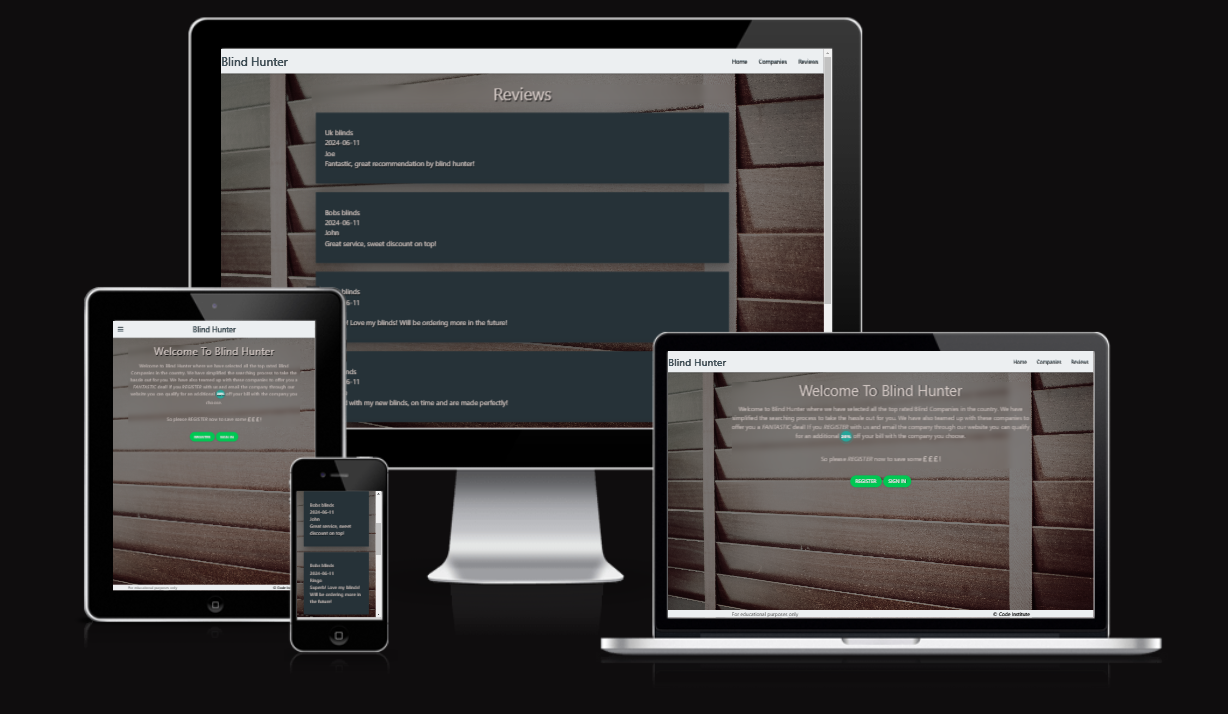 Blind Hunter
Home Companies Reviews
Reviews
Uk blinds
2024-06-11
Joe
Fantastic, great recommendation by blind hunter!
Bobs blinds
2024-06-11
John
Great service, sweet discount on top!
blinds
6-11
! Love my blinds! Will be ordering more in the future!
nds
6-11
with my new blinds, on time and are made perfectly!
Blind Hunter
Welcome To Blind Hunter
Welcome to Blind Hunter where we have selected all the top rated Blind
Companies in the country. We have simplified the searching process to take the
hassle out for you. We have also teamed up with these companies to offer you a
FANTASTIC deal! If you REGISTER with us and email the company through our
website you are qualify for an additional off your bill with the company you
choose.
So please REGISTER now to save some £ £ £ !
REGISTER SIGN IN
For educational purposes only
© Code In
Bobs blinds
2024-06-11
John
Great service, sweet
discount on top!
Bobs blinds
2024-06-11
Ringo
Superb! Love my blinds!
Will be ordering more in
the future!
Blind Hunter
Home Companies Reviews
Welcome To Blind Hunter
Welcome to Blind Hunter where we have selected all the top rated Blind Companies in the country. We have
simplified the searching process to take the hassle out for you. We have also teamed up with these companies to
offer you a FANTASTIC deal! If you REGISTER with us and email the company through our website you can qualify
for an additional off your bill with the company you choose.
So please REGISTER now to save some £ £ £ !
REGISTER SIGN IN
For educational purposes only
© Code Institute